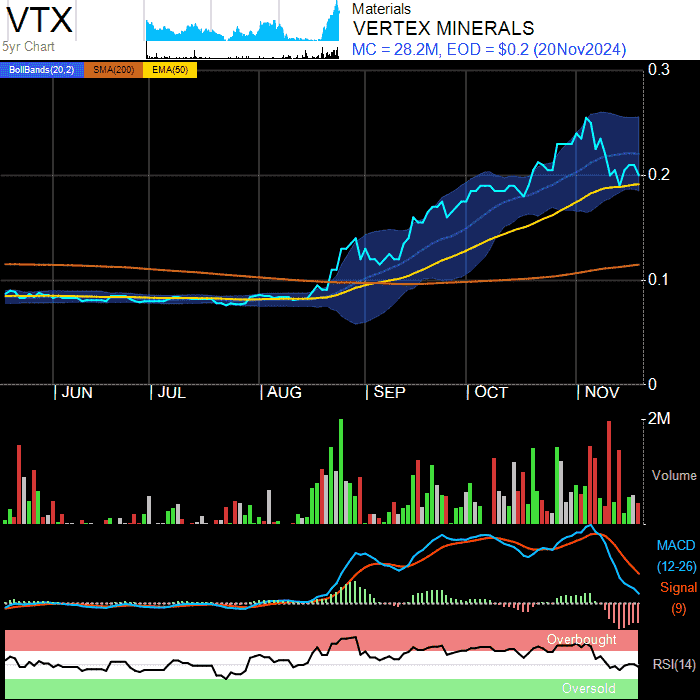 VTX
5yr Chart
Materials
VERTEX MINERALS
MC = 28.2M, EOD = $0.2 (20Nov2024)
BollBands(20,2) SMA(200) EMA(50)
0.3
0.2
0.1
0
JUN JUL AUG SEP OCT NOV
2M
Volume
MACD
(12-26)
Signal
(9)
Overbought
RSI(14)
Oversold